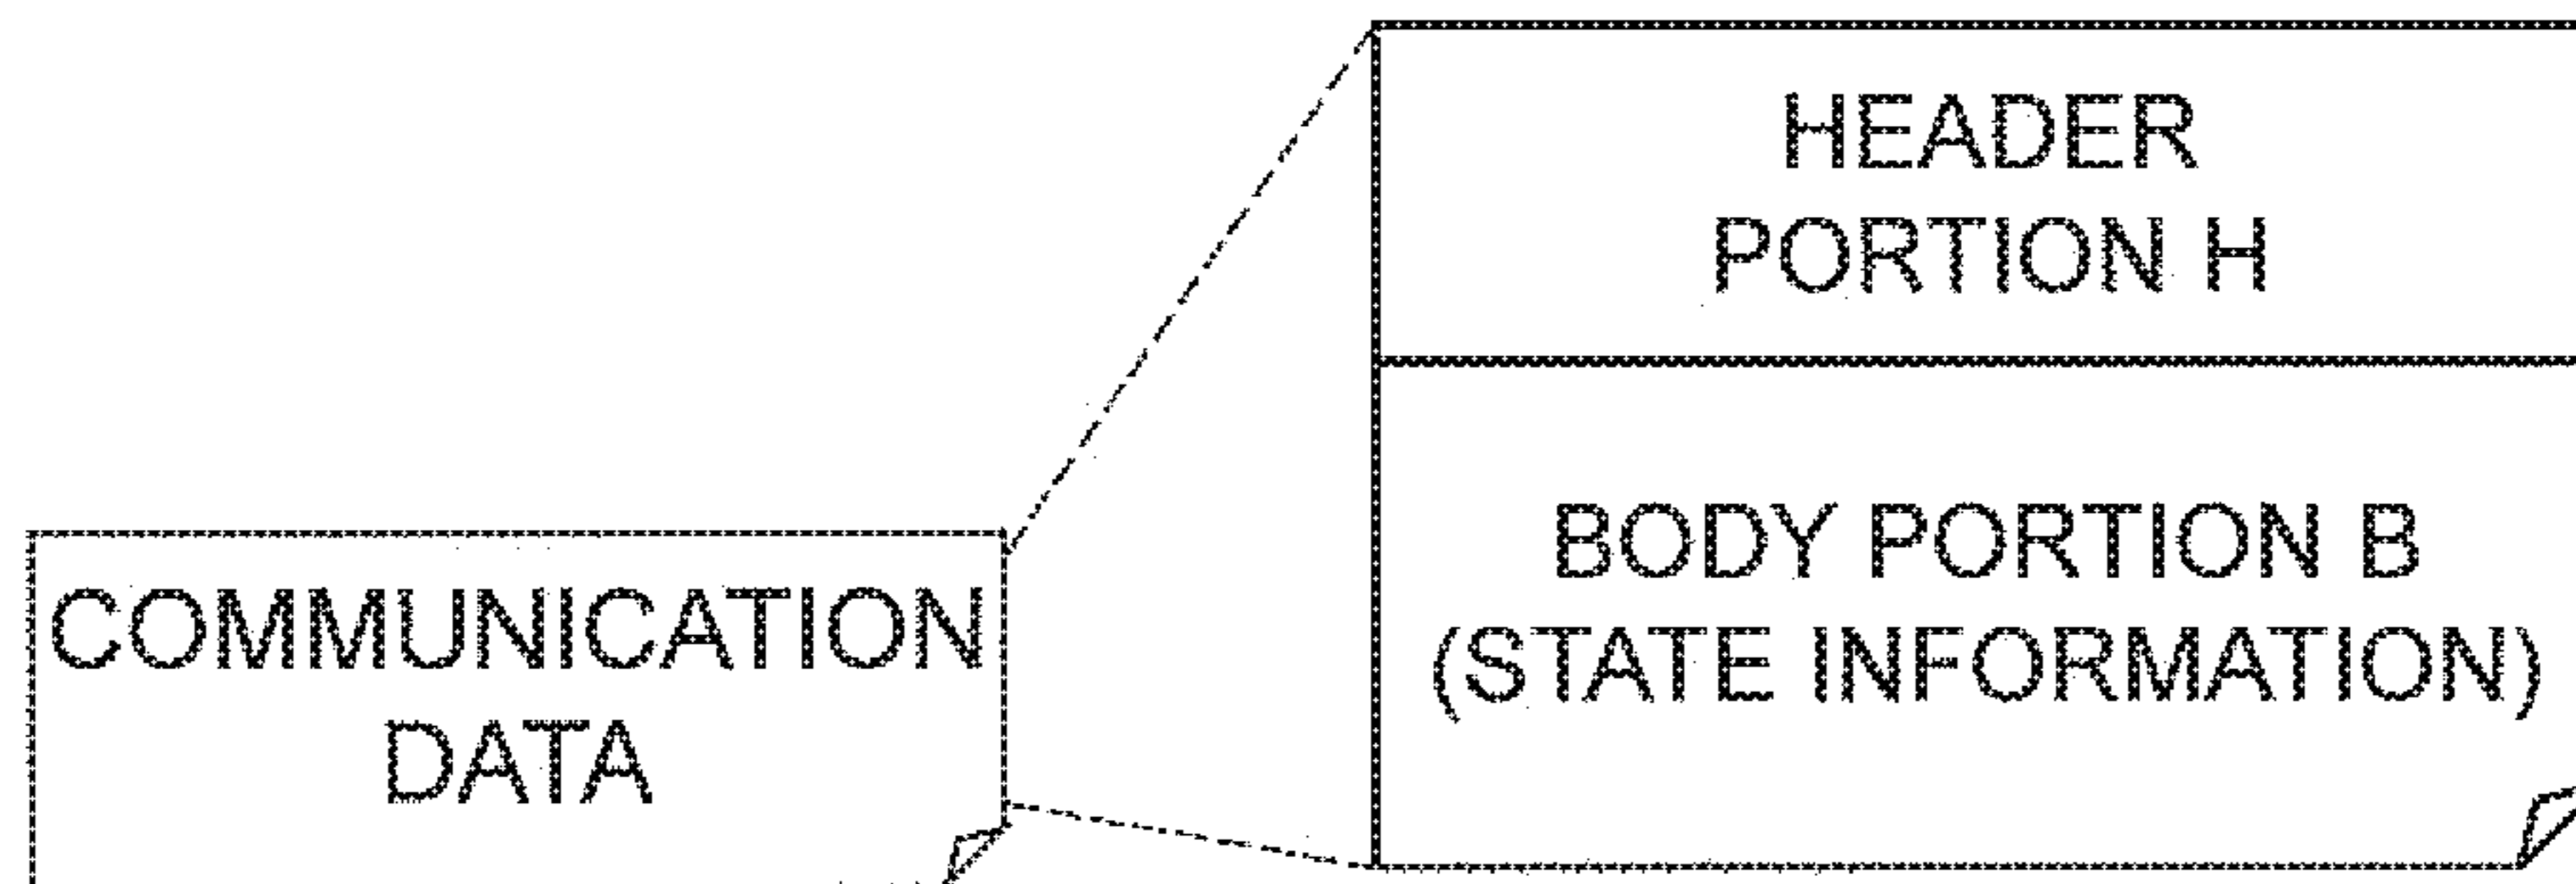 HEADER
PORTION H
BODY PORTION B
(STATE INFORMATION)
COMMUNICATION
DATA